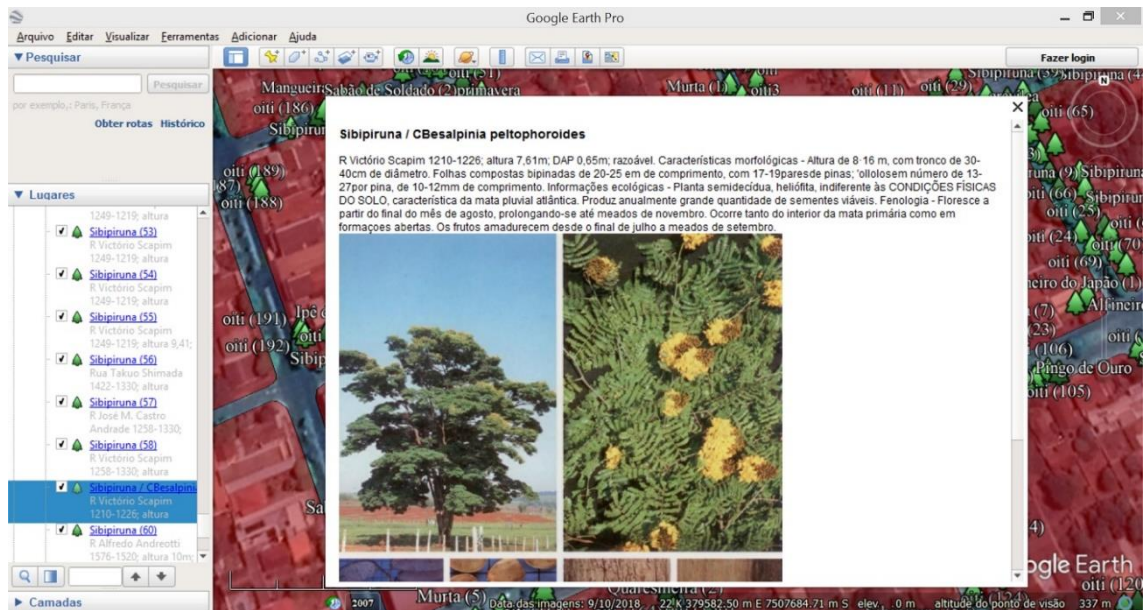 Google Earth Pro
Arquivo Editar Visualizar Ferramentas Adicionar Ajuda
Pesquisar
Fazer login
Pesquisar
por exemplo,: Paris, França
Obter rotas Histórico
Lugares
1249-1219; altura
Sibipiruna (53)
R Victório Scapim
1249-1219; altura
Sibipiruna (54)
R Victório Scapim
1249-1219; altura
Sibipiruna (55)
R Victório Scapim
1249-1219; altura 9,41;
Sibipiruna (56)
Rua Takuo Shimada
1422-1330; altura
Sibipiruna (57)
R José M. Castro
Andrade 1258-1330;
Sibipiruna (58)
R Victório Scapim
1258-1330; altura
Sibipiruna / CBesalpini
R Victório Scapim
1210-1226; altura
Sibipiruna (60)
R Alfredo Andreotti
1576-1520; altura 10m;
Camadas
Sibipiruna / CBesalpinia peltophoroides
R Victório Scapim 1210-1226; altura 7,61m; DAP 0,65m; razoável. Características morfológicas - Altura de 8·16 m, com tronco de 30-
40cm de diâmetro. Folhas compostas bipinadas de 20-25 em de comprimento, com 17-19paresde pinas; 'ollolosem número de 13-
27por pina, de 10-12mm de comprimento. Informações ecológicas - Planta semidecídua, heliófita, indiferente às CONDIÇÕES FÍSICAS
DO SOLO, característica da mata pluvial atlântica. Produz anualmente grande quantidade de sementes viáveis. Fenologia - Floresce a
partir do final do mês de agosto, prolongando-se até meados de novembro. Ocorre tanto do interior da mata primária como em
formaçoes abertas. Os frutos amadurecem desde o final de julho a meados de setembro.
Mangueira
Sabão de Soldado (2)
primavera
Murta (1)
oiti3
oiti (11)
oiti (29)
Sibipiruna (39)
oiti (186)
oiti (65)
oiti (189)
oiti (188)
oiti (66)
oiti (25)
oiti (24)
oiti (70
oiti (69)
neiro do Japão (1)
(7)
Alfineir
(23)
(106)
Pingo de Ouro
oiti (105)
oiti (191)
oiti (192)
Ipê
oiti
4)
Google Earth
oiti (120
Murta (5)
Quaresmeira (2)
2007
Data das imagens: 9/10/2018 22 K 379582.50 m E 7507684.71 m S elev. 0 m altitude do ponto de visão 337 m